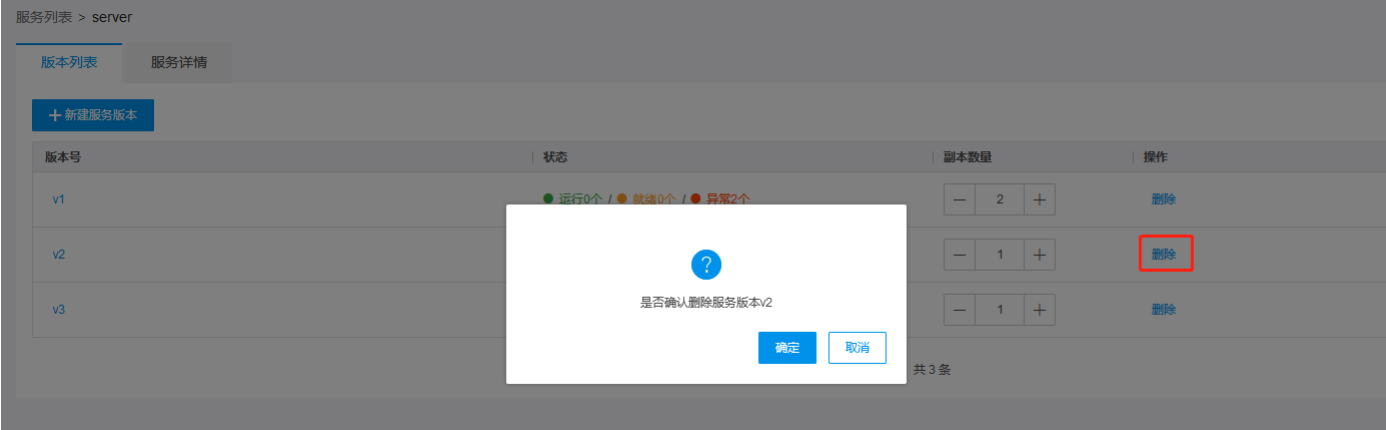 服务列表 > server
版本列表 服务详情
+ 新建服务版本
版本号 状态 副本数量 操作
v1 运行0个 / 就绪0个 / 异常2个 — 2 + 删除
v2 — 1 + 删除
v3 — 1 + 删除
?
是否确认删除服务版本v2
确定 取消
共 3 条